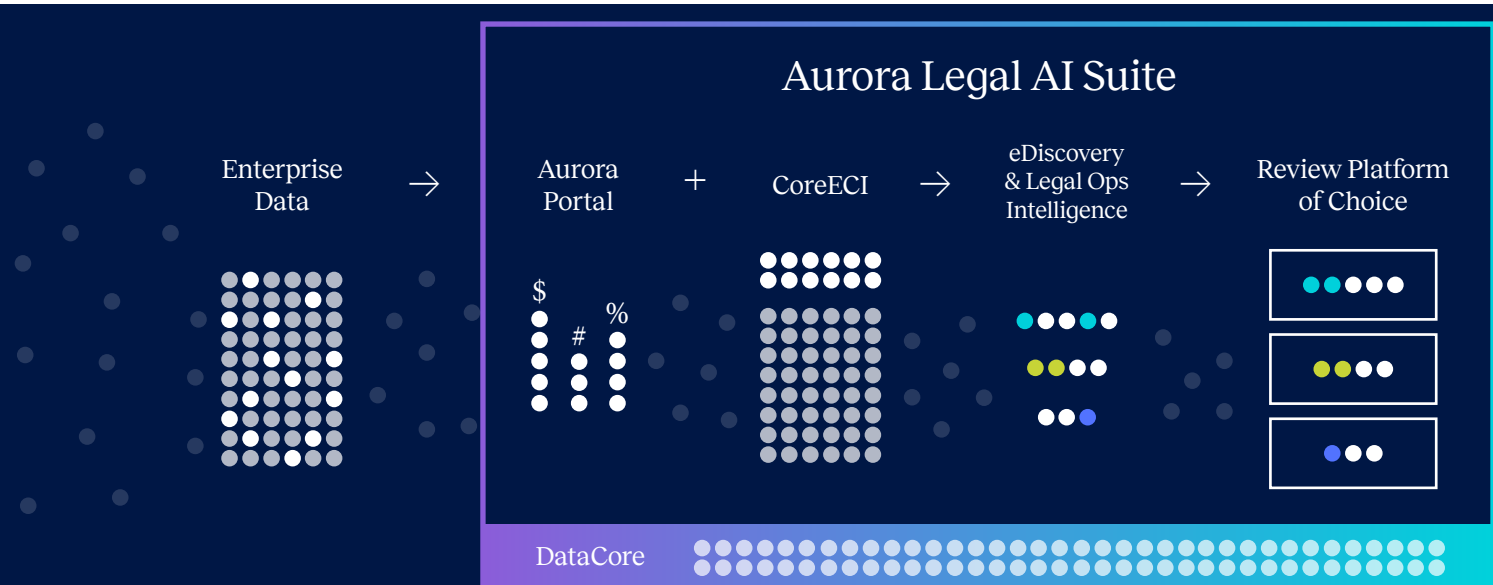 Aurora Legal AI Suite
Enterprise
Data
→
Aurora
Portal
+
CoreECI
→
eDiscovery
& Legal Ops
Intelligence
→
Review Platform
of Choice
$
#
%
DataCore